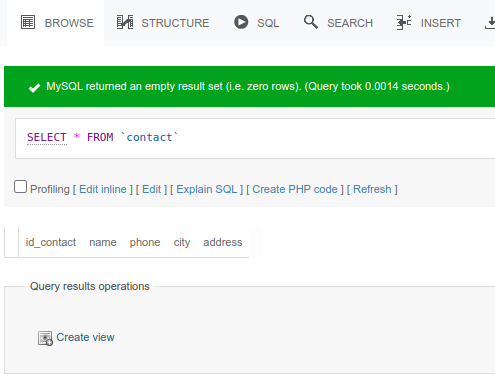 BROWSE STRUCTURE SQL SEARCH INSERT
MySQL returned an empty result set (i.e. zero rows). (Query took 0.0014 seconds.)
SELECT * FROM `contact`
Profiling [ Edit inline ] [ Edit ] [ Explain SQL ] [ Create PHP code ] [ Refresh ]
id_contact name phone city address
Query results operations
Create view